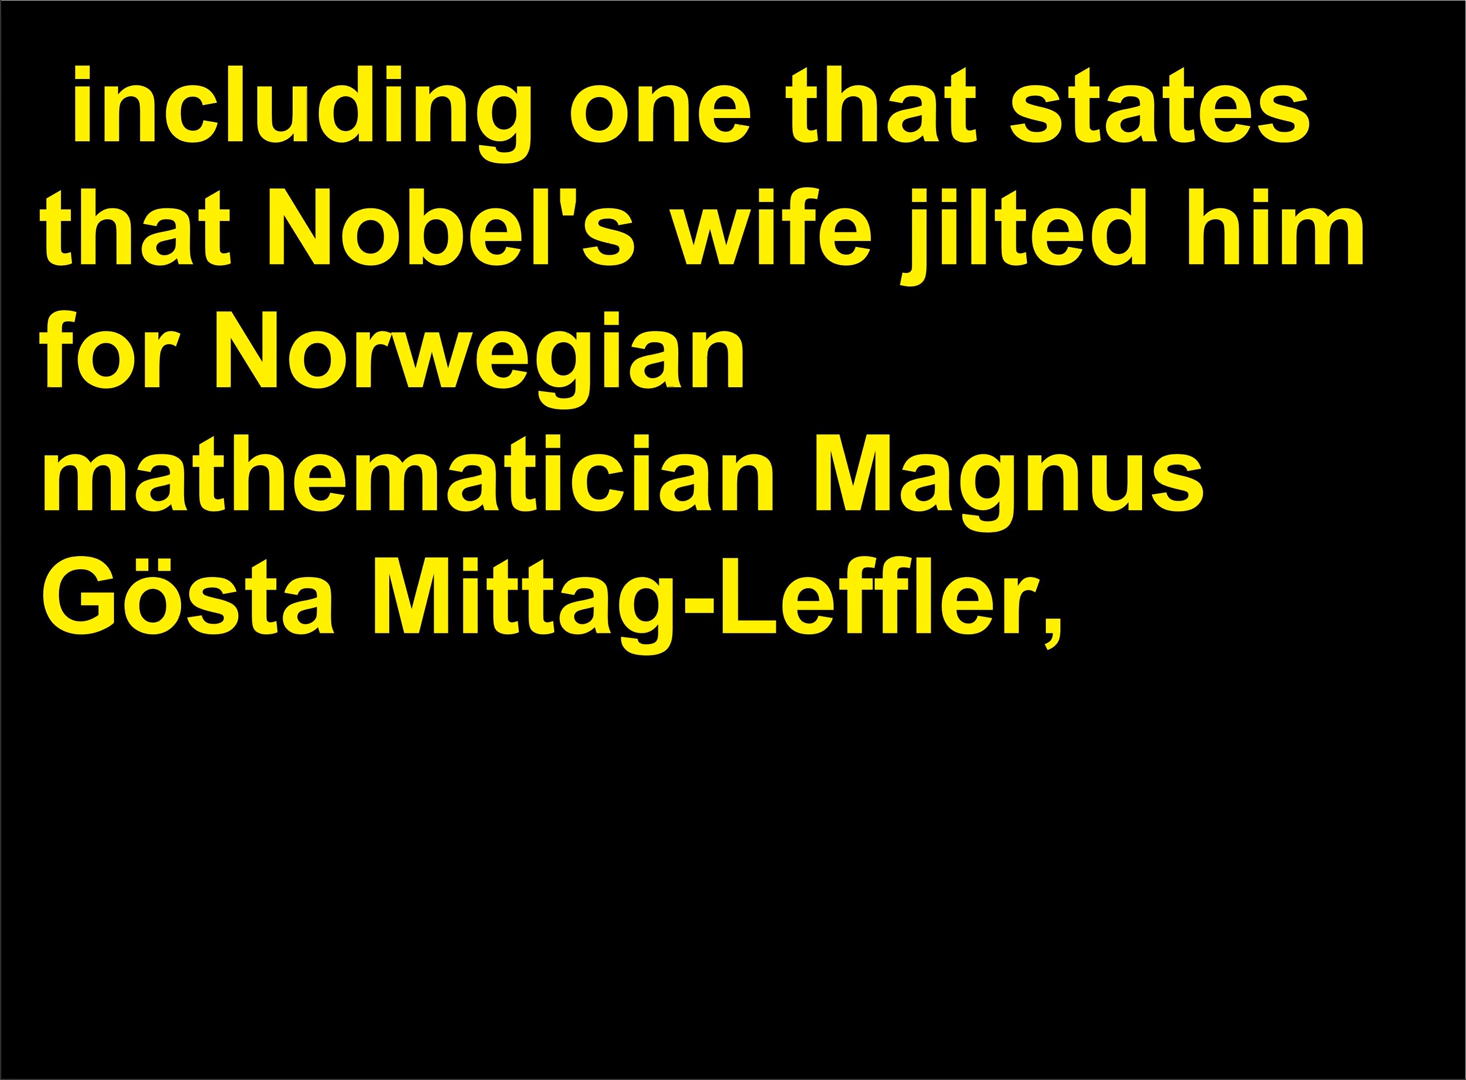 including one that states
that Nobel's wife jilted him
for Norwegian
mathematician Magnus
Gösta Mittag-Leffler,